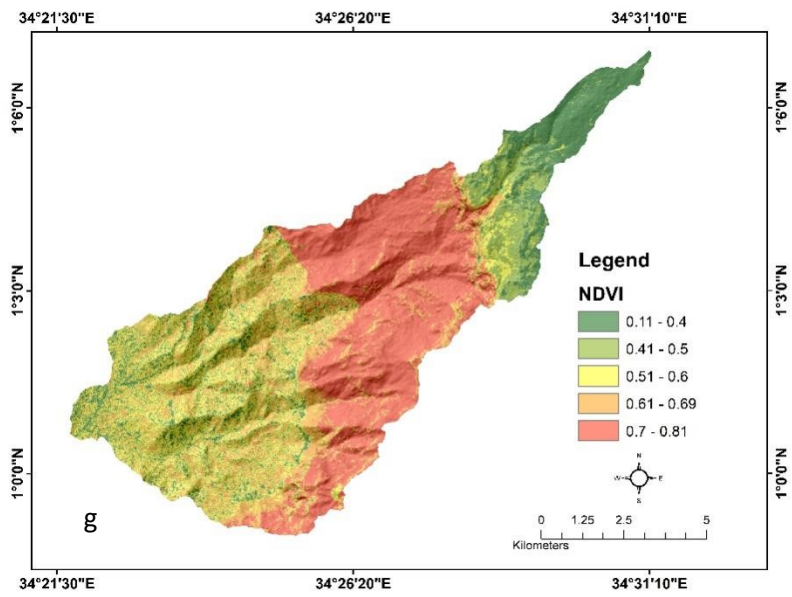 34°21'30"E 34°26'20"E 34°31'10"E
1°6'0"N 1°6'0"N
1°3'0"N 1°3'0"N
Legend
NDVI
0.11 - 0.4
0.41 - 0.5
0.51 - 0.6
0.61 - 0.69
0.7 - 0.81
1°0'0"N 1°0'0"N
N
W E
S
g
0 1.25 2.5 5
Kilometers
34°21'30"E 34°26'20"E 34°31'10"E